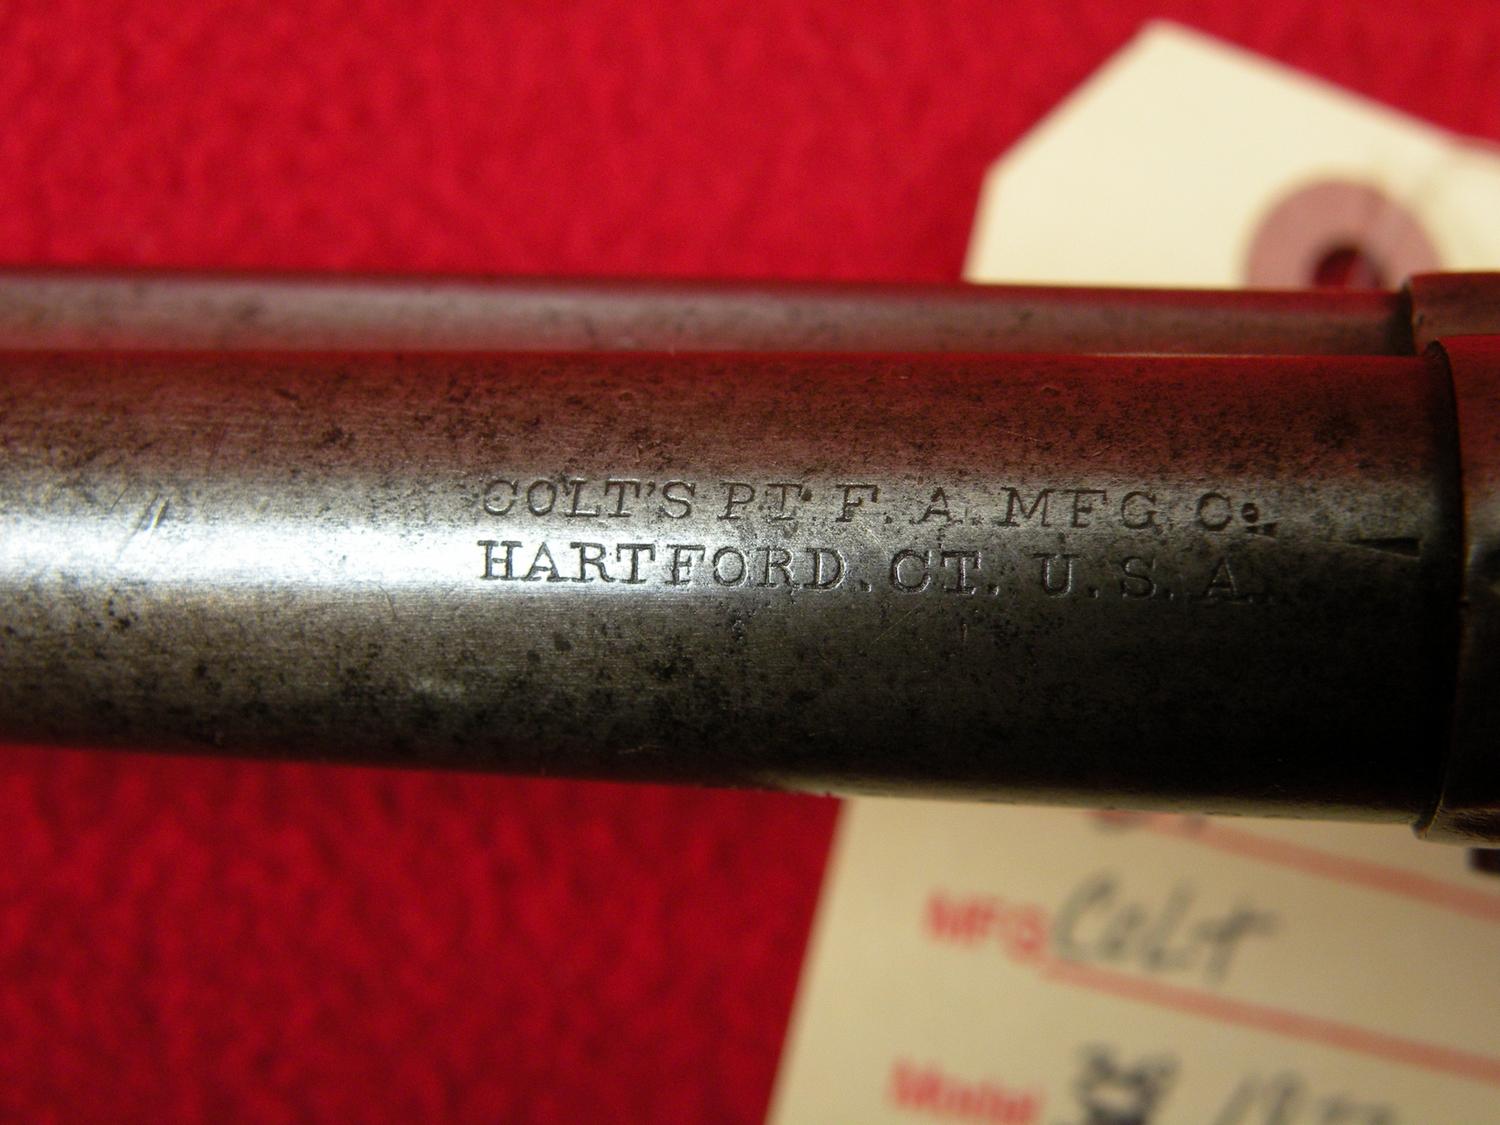 COLT'S PT. F. A. MFG. Co.
HARTFORD. CT. U. S. A.
MFG Colt
Model